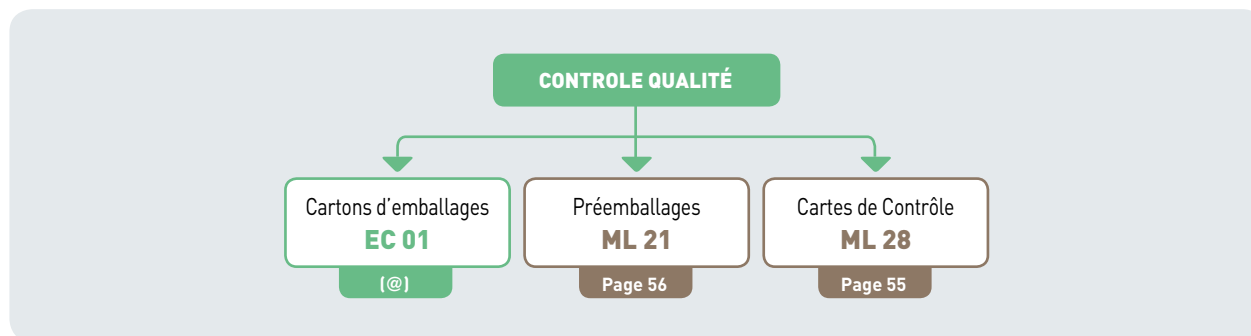 CONTROLE QUALITÉ
Cartons d’emballages
EC 01
(@)
Préemballages
ML 21
Page 56
Cartes de Contrôle
ML 28
Page 55